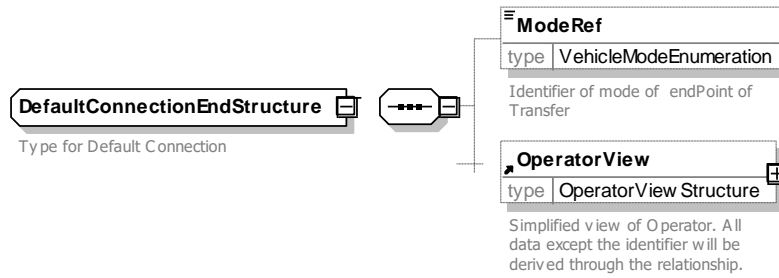 DefaultConnectionEndStructure
Type for Default Connection
ModeRef
type VehicleModeEnumeration
Identifier of mode of endPoint of
Transfer
OperatorView
type OperatorView Structure
Simplified view of Operator. All
data except the identifier will be
derived through the relationship.